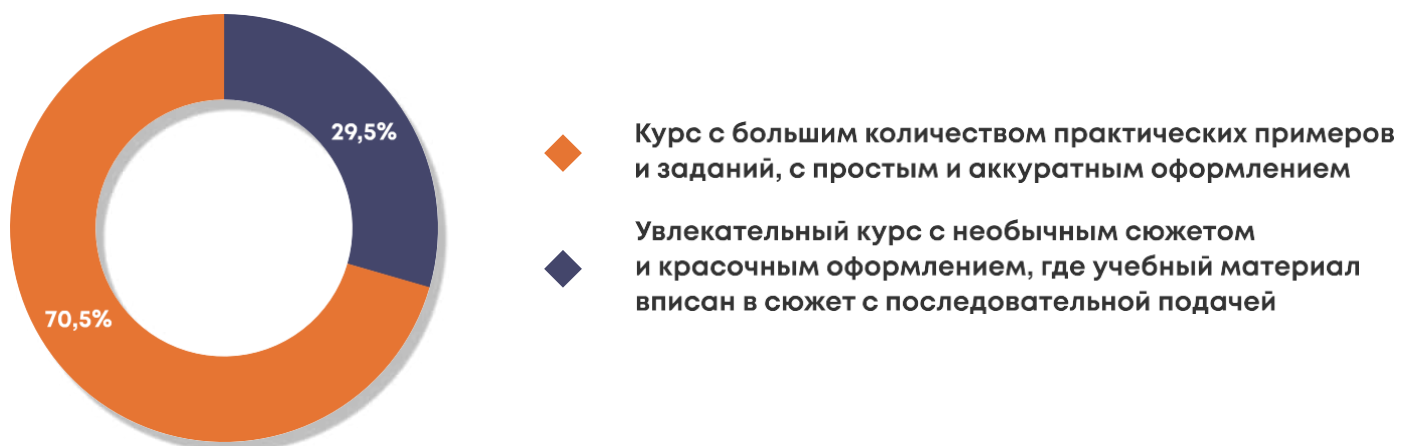 29,5%
70,5%
Курс с большим количеством практических примеров
и заданий, с простым и аккуратным оформлением
Увлекательный курс с необычным сюжетом
и красочным оформлением, где учебный материал
вписан в сюжет с последовательной подачей